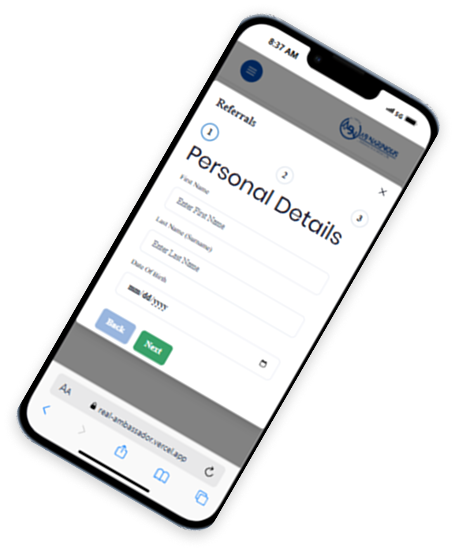 8:37 AM
5G
Referrals
1
2
3
Personal Details
First Name
Enter First Name
Last Name (Surname)
Enter Last Name
Date Of Birth
mm/dd/yyyy
Back
Next
AA
real-ambassador.vercel.app